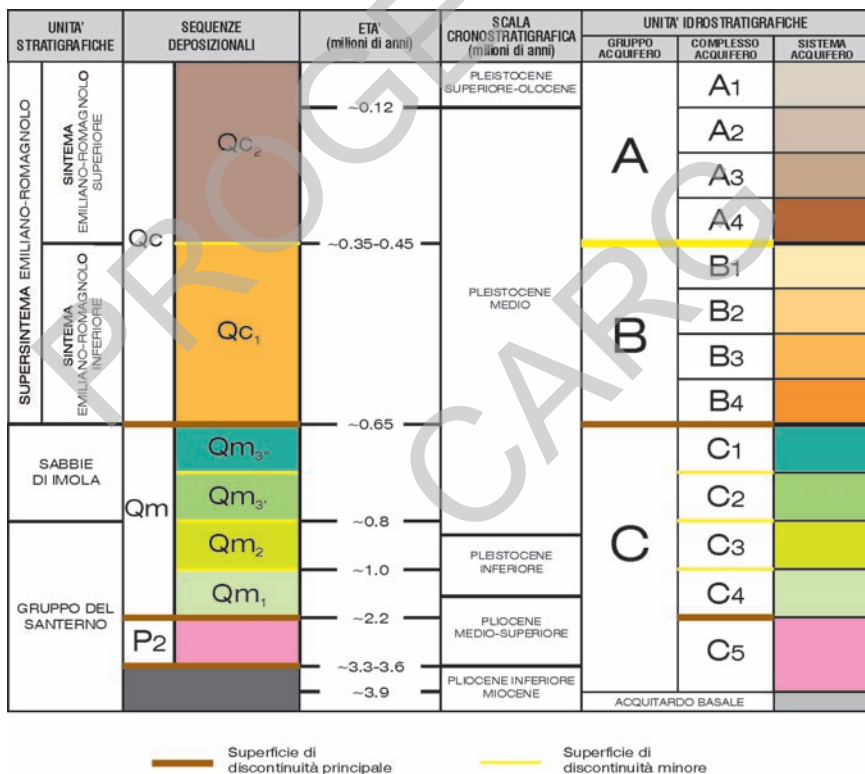 UNITA' STRATIGRAFICHE
SEQUENZE DEPOSIZIONALI
ETA' (milioni di anni)
SCALA CRONOSTRATIGRAFICA (milioni di anni)
UNITA' IDROSTRATIGRAFICHE
GRUPPO ACQUIFERO
COMPLESSO ACQUIFERO
SISTEMA ACQUIFERO
SUPERSINTEMA EMILIANO-ROMAGNOLO
SINTEMA EMILIANO-ROMAGNOLO SUPERIORE
SINTEMA EMILIANO-ROMAGNOLO INFERIORE
SABBIE DI IMOLA
GRUPPO DEL SANTERNO
Qc
Qc2
Qc1
Qm
Qm3''
Qm3'
Qm2
Qm1
P2
~0.12
~0.35-0.45
~0.65
~0.8
~1.0
~2.2
~3.3-3.6
~3.9
PLEISTOCENE SUPERIORE-OLOCENE
PLEISTOCENE MEDIO
PLEISTOCENE INFERIORE
PLIOCENE MEDIO-SUPERIORE
PLIOCENE INFERIORE MIOCENE
A
A1
A2
A3
A4
B
B1
B2
B3
B4
C
C1
C2
C3
C4
C5
ACQUITARDO BASALE
Superficie di discontinuità principale
Superficie di discontinuità minore
PROGE
CARG